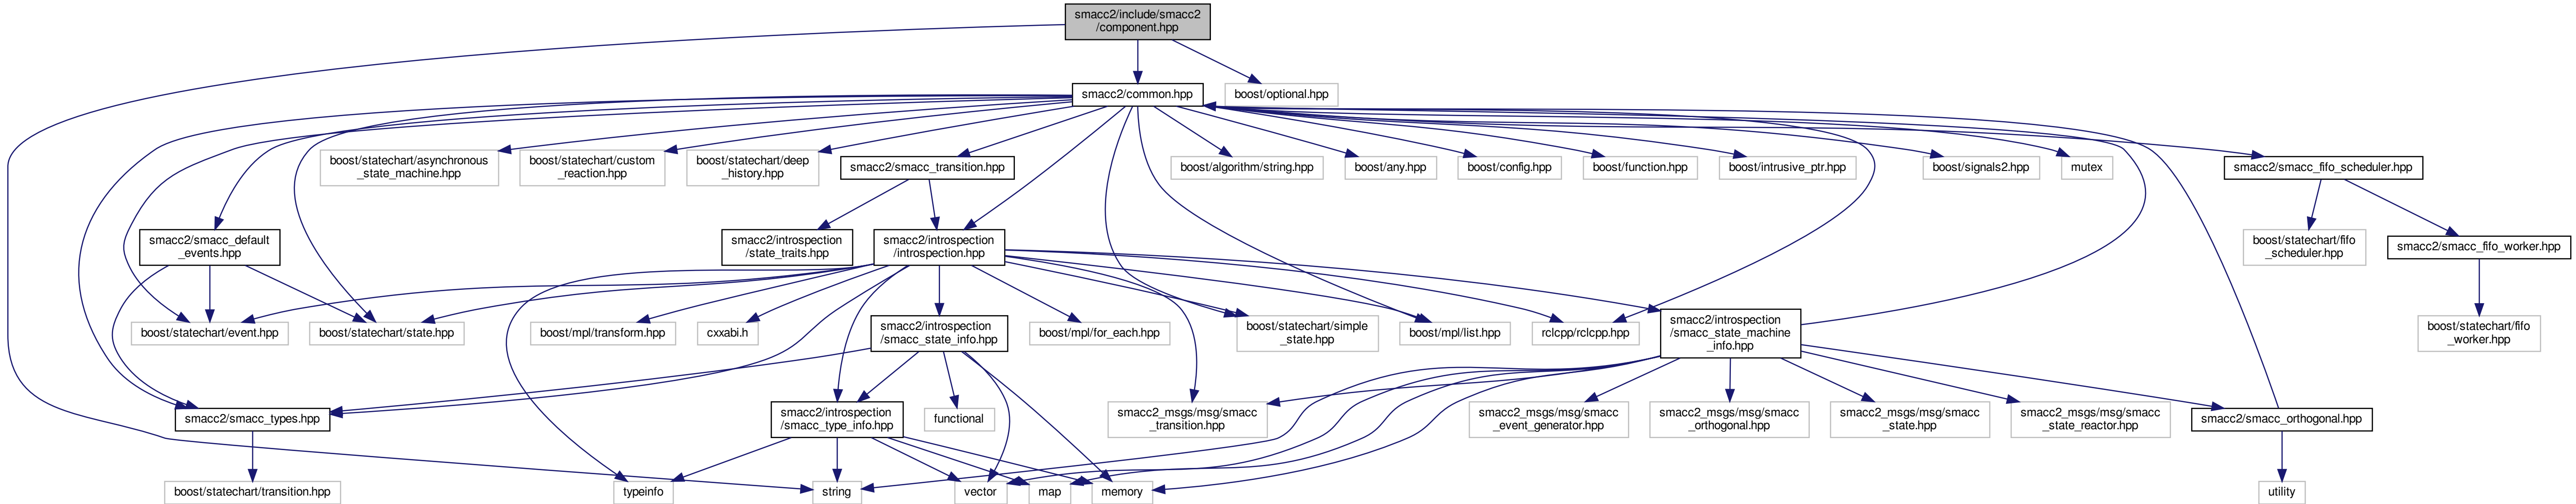 smacc2/include/smacc2
/component.hpp
smacc2/common.hpp
boost/optional.hpp
boost/statechart/asynchronous
_state_machine.hpp
boost/statechart/custom
_reaction.hpp
boost/statechart/deep
_history.hpp
smacc2/smacc_transition.hpp
boost/algorithm/string.hpp
boost/any.hpp
boost/config.hpp
boost/function.hpp
boost/intrusive_ptr.hpp
boost/signals2.hpp
mutex
smacc2/smacc_fifo_scheduler.hpp
smacc2/smacc_default
_events.hpp
smacc2/introspection
/state_traits.hpp
smacc2/introspection
/introspection.hpp
boost/statechart/fifo
_scheduler.hpp
smacc2/smacc_fifo_worker.hpp
boost/statechart/event.hpp
boost/statechart/state.hpp
boost/mpl/transform.hpp
cxxabi.h
smacc2/introspection
/smacc_state_info.hpp
boost/mpl/for_each.hpp
boost/statechart/simple
_state.hpp
boost/mpl/list.hpp
rclcpp/rclcpp.hpp
smacc2/introspection
/smacc_state_machine
_info.hpp
boost/statechart/fifo
_worker.hpp
smacc2/smacc_types.hpp
smacc2/introspection
/smacc_type_info.hpp
functional
smacc2_msgs/msg/smacc
_transition.hpp
smacc2_msgs/msg/smacc
_event_generator.hpp
smacc2_msgs/msg/smacc
_orthogonal.hpp
smacc2_msgs/msg/smacc
_state.hpp
smacc2_msgs/msg/smacc
_state_reactor.hpp
smacc2/smacc_orthogonal.hpp
boost/statechart/transition.hpp
typeinfo
string
vector
map
memory
utility